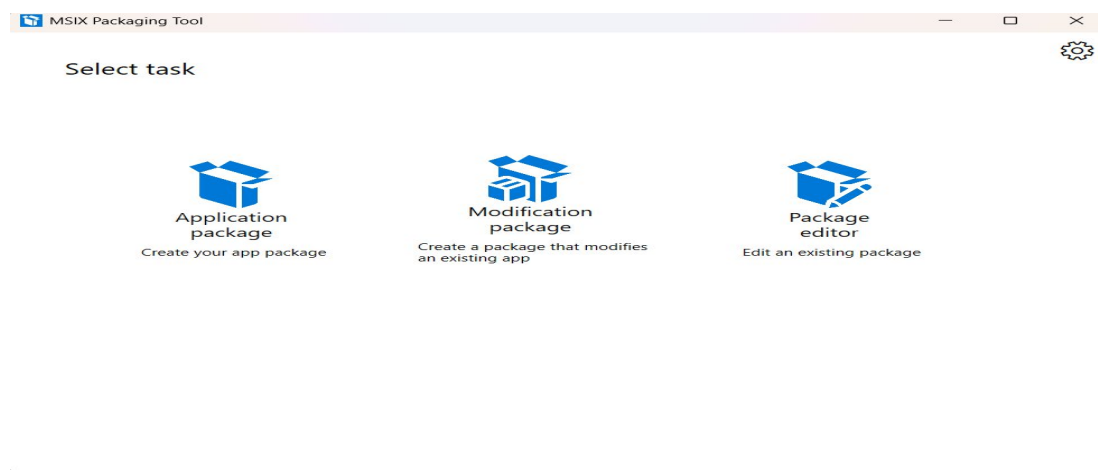 MSIX Packaging Tool
Select task
Application
package
Create your app package
Modification
package
Create a package that modifies
an existing app
Package
editor
Edit an existing package